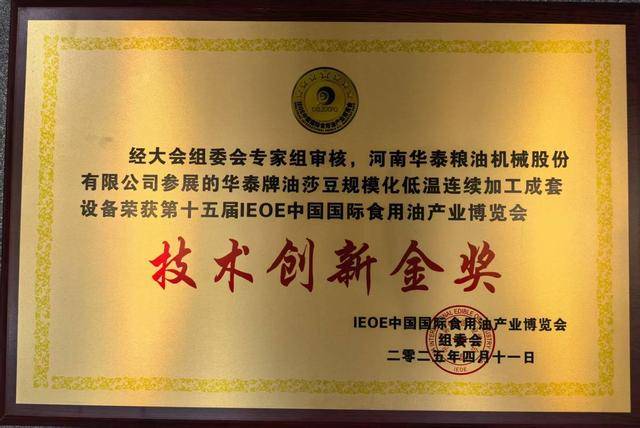 经大会组委会专家组审核，河南华泰粮油机械股份
有限公司参展的华泰牌油莎豆规模化低温连续加工成套
设备荣获第十五届IEOE中国国际食用油产业博览会
技术创新金奖
IEOE中国国际食用油产业博览会
组委会
二零二五年四月十一日
IEOE